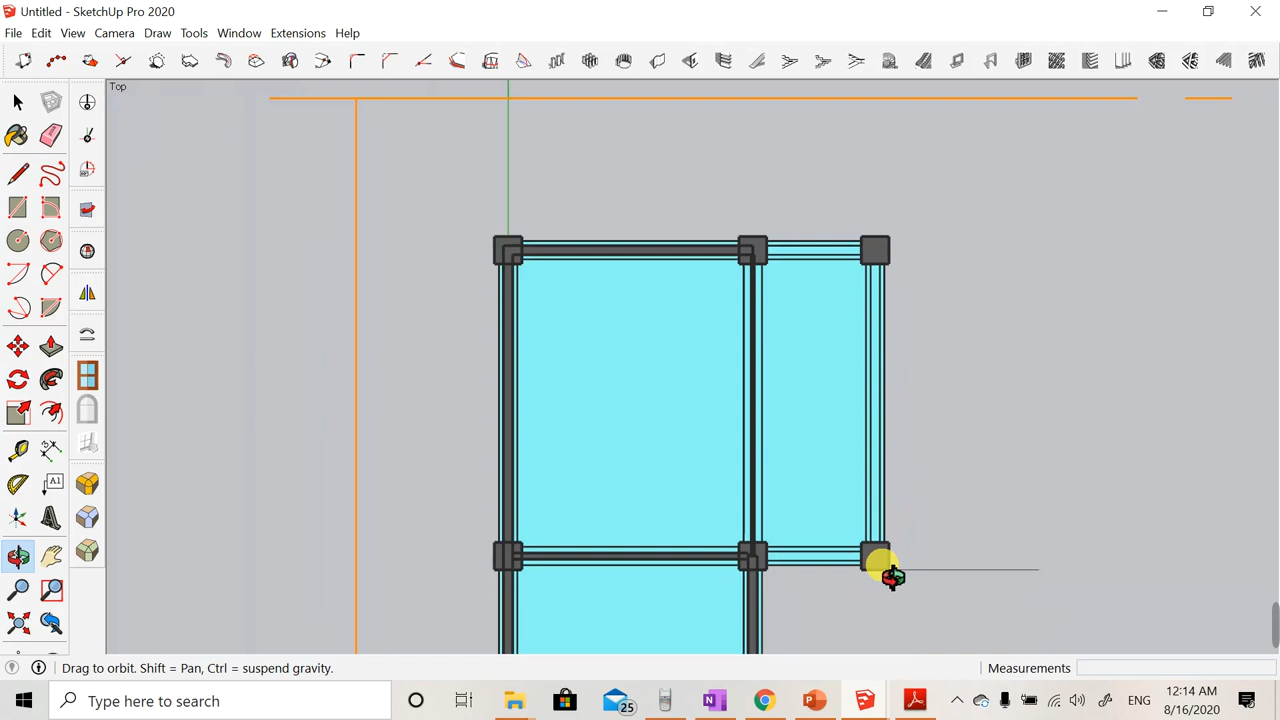 Untitled - SketchUp Pro 2020
File Edit View Camera Draw Tools Window Extensions Help
Top
A1
Drag to orbit. Shift = Pan, Ctrl = suspend gravity.
Measurements
Type here to search
25
ENG
12:14 AM
8/16/2020